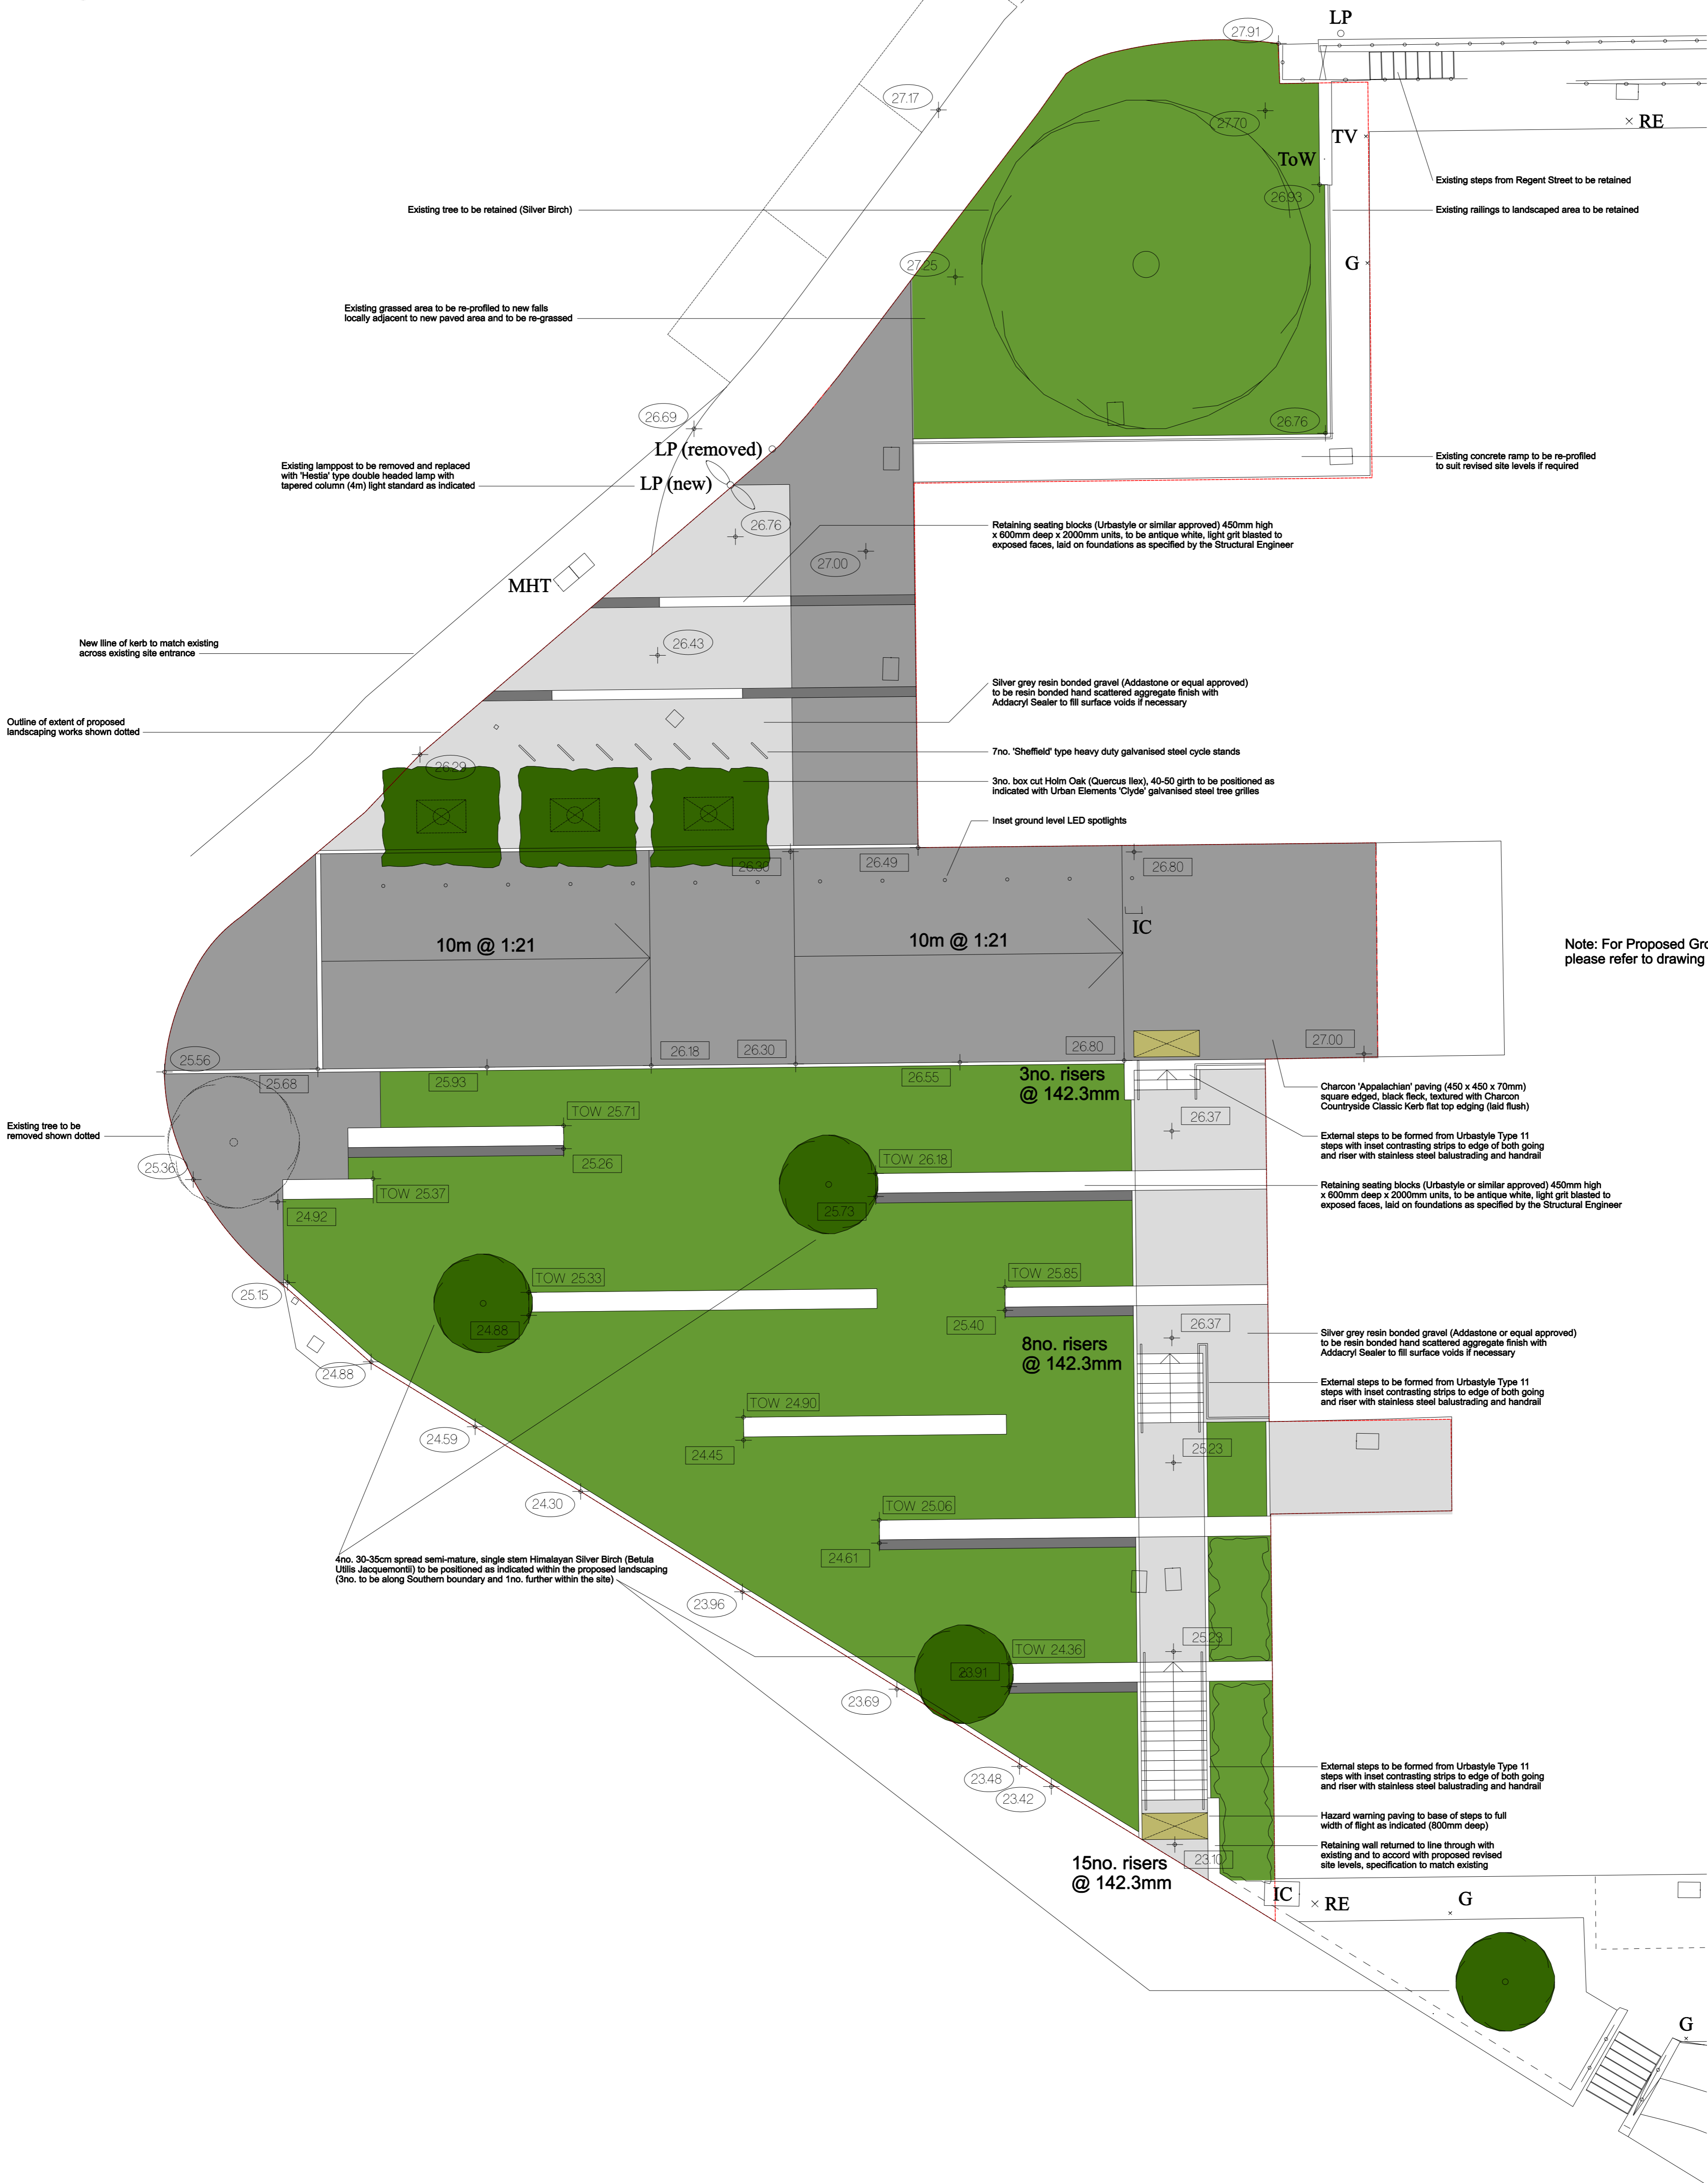 LP
27.91
27.17
27.70
× RE
TV
ToW
Existing steps from Regent Street to be retained
26.93
Existing tree to be retained (Silver Birch)
Existing railings to landscaped area to be retained
27.25
G
Existing grassed area to be re-profiled to new falls
locally adjacent to new paved area and to be re-grassed
26.69
26.76
LP (removed)
Existing concrete ramp to be re-profiled
to suit revised site levels if required
Existing lamppost to be removed and replaced
with 'Hestia' type double headed lamp with
tapered column (4m) light standard as indicated
LP (new)
26.76
Retaining seating blocks (Urbastyle or similar approved) 450mm high
x 600mm deep x 2000mm units, to be antique white, light grit blasted to
exposed faces, laid on foundations as specified by the Structural Engineer
27.00
MHT
New lline of kerb to match existing
across existing site entrance
26.43
Silver grey resin bonded gravel (Addastone or equal approved)
to be resin bonded hand scattered aggregate finish with
Addacryl Sealer to fill surface voids if necessary
Outline of extent of proposed
landscaping works shown dotted
7no. 'Sheffield' type heavy duty galvanised steel cycle stands
26.29
3no. box cut Holm Oak (Quercus Ilex), 40-50 girth to be positioned as
indicated with Urban Elements 'Clyde' galvanised steel tree grilles
Inset ground level LED spotlights
26.30
26.49
26.80
IC
10m @ 1:21
10m @ 1:21
Note: For Proposed Gro
please refer to drawing
25.56
25.68
25.93
26.18
26.30
26.55
26.80
27.00
3no. risers
@ 142.3mm
Charcon 'Appalachian' paving (450 x 450 x 70mm)
square edged, black fleck, textured with Charcon
Countryside Classic Kerb flat top edging (laid flush)
TOW 25.71
26.37
Existing tree to be
removed shown dotted
External steps to be formed from Urbastyle Type 11
steps with inset contrasting strips to edge of both going
and riser with stainless steel balustrading and handrail
25.36
25.26
TOW 26.18
TOW 25.37
Retaining seating blocks (Urbastyle or similar approved) 450mm high
x 600mm deep x 2000mm units, to be antique white, light grit blasted to
exposed faces, laid on foundations as specified by the Structural Engineer
24.92
25.73
25.15
TOW 25.33
TOW 25.85
24.88
25.40
26.37
8no. risers
@ 142.3mm
Silver grey resin bonded gravel (Addastone or equal approved)
to be resin bonded hand scattered aggregate finish with
Addacryl Sealer to fill surface voids if necessary
24.88
External steps to be formed from Urbastyle Type 11
steps with inset contrasting strips to edge of both going
and riser with stainless steel balustrading and handrail
TOW 24.90
24.59
24.45
25.23
24.30
TOW 25.06
24.61
4no. 30-35cm spread semi-mature, single stem Himalayan Silver Birch (Betula
Utilis Jacquemontii) to be positioned as indicated within the proposed landscaping
(3no. to be along Southern boundary and 1no. further within the site)
23.96
25.23
TOW 24.36
23.91
23.69
23.48
23.42
External steps to be formed from Urbastyle Type 11
steps with inset contrasting strips to edge of both going
and riser with stainless steel balustrading and handrail
Hazard warning paving to base of steps to full
width of flight as indicated (800mm deep)
Retaining wall returned to line through with
existing and to accord with proposed revised
site levels, specification to match existing
15no. risers
@ 142.3mm
23.10
IC
× RE
G
G